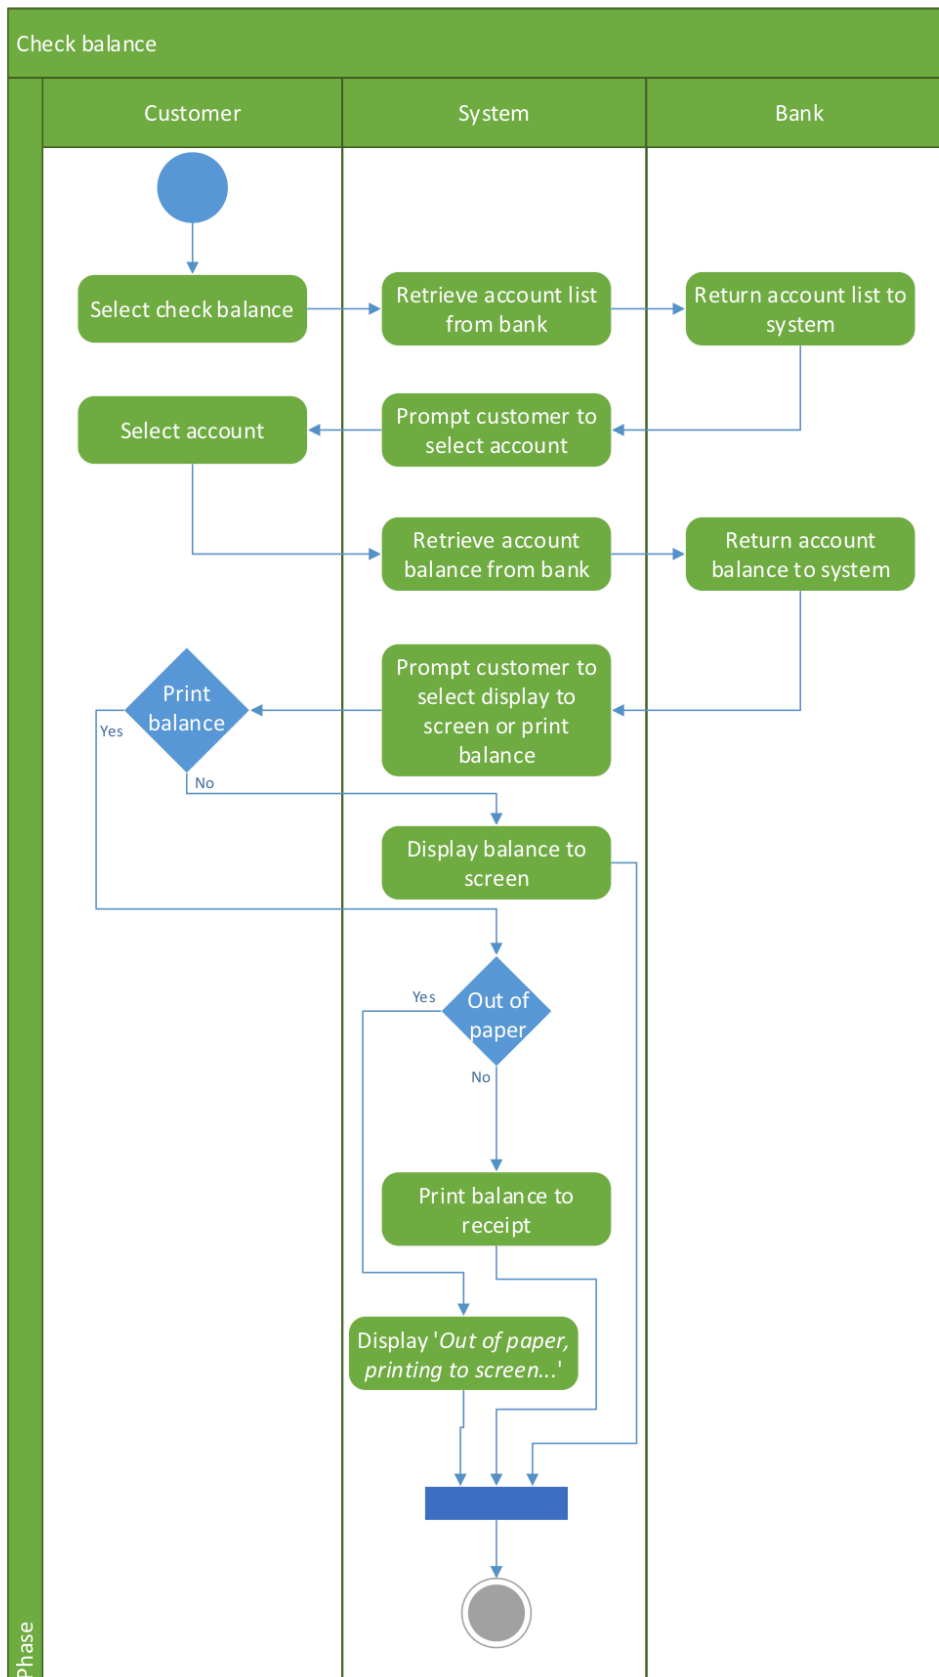 Check balance
Customer
System
Bank
Select check balance
Retrieve account list
from bank
Return account list to
system
Select account
Prompt customer to
select account
Retrieve account
balance from bank
Return account
balance to system
Print
balance
Prompt customer to
select display to
screen or print
balance
Yes
No
Display balance to
screen
Yes
Out of
paper
No
Print balance to
receipt
Display 'Out of paper,
printing to screen...'
Phase